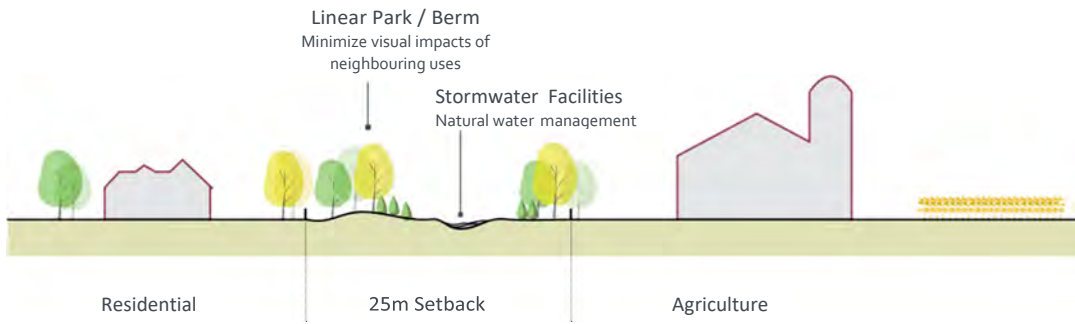 Linear Park / Berm
Minimize visual impacts of
neighbouring uses
Stormwater Facilities
Natural water management
Residential
25m Setback
Agriculture